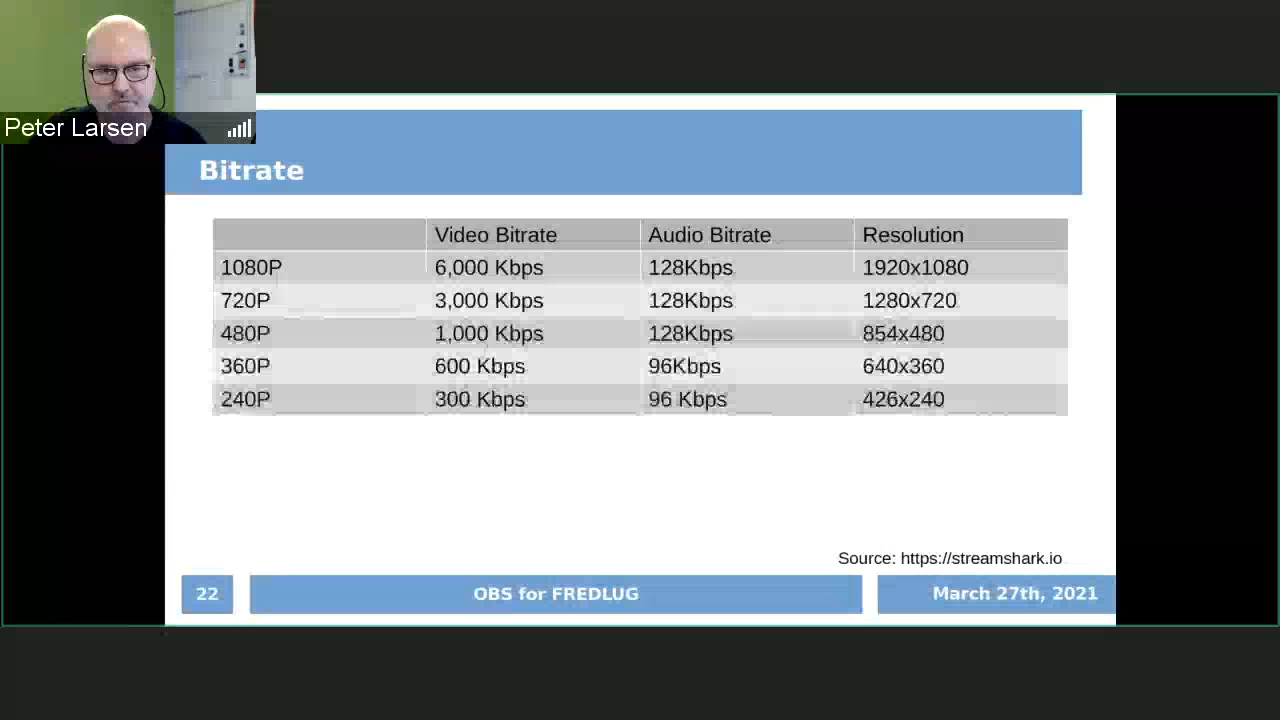 Peter Larsen
Bitrate
Video Bitrate Audio Bitrate Resolution
1080P 6,000 Kbps 128Kbps 1920x1080
720P 3,000 Kbps 128Kbps 1280x720
480P 1,000 Kbps 128Kbps 854x480
360P 600 Kbps 96Kbps 640x360
240P 300 Kbps 96 Kbps 426x240
Source: https://streamshark.io
22 OBS for FREDLUG March 27th, 2021